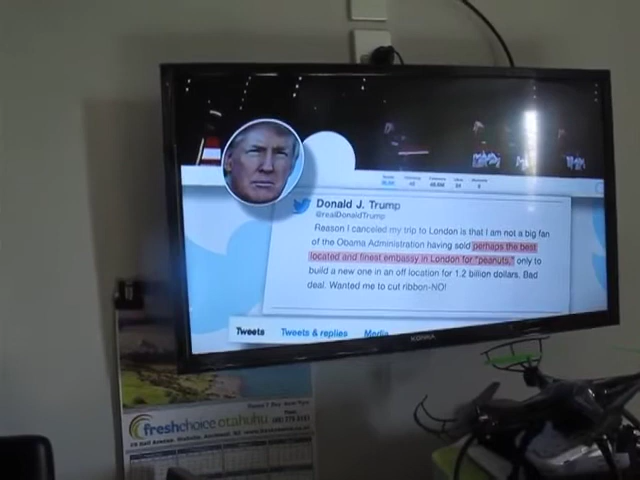 Donald J. Trump
@realDonaldTrump
Reason I canceled my trip to London is that I am not a big fan
of the Obama Administration having sold perhaps the best
located and finest embassy in London for "peanuts," only to
build a new one in an off location for 1.2 billion dollars. Bad
deal. Wanted me to cut ribbon-NO!
Tweets Tweets & replies Media
KONKA
freshchoice otahuhu